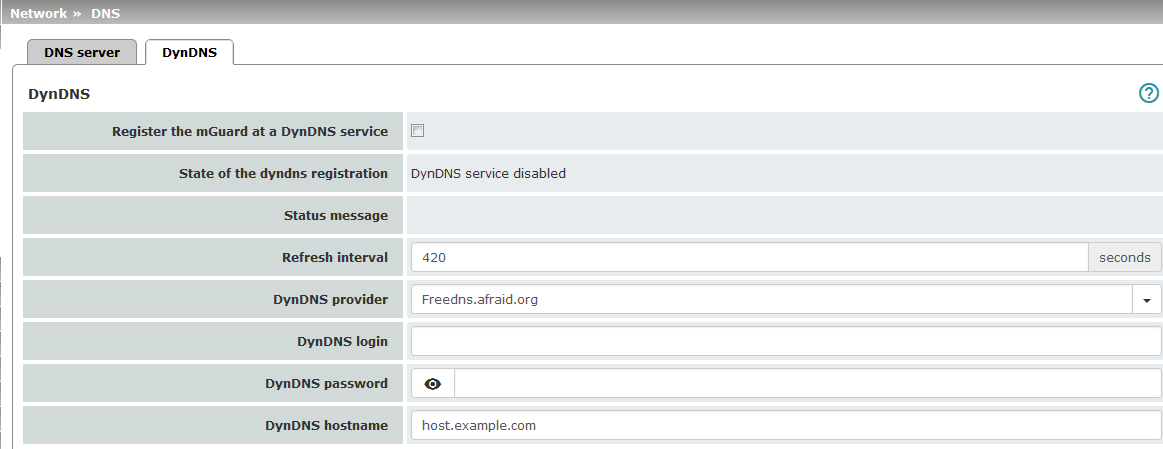 Network » DNS
DNS server DynDNS
DynDNS
Register the mGuard at a DynDNS service
State of the dyndns registration DynDNS service disabled
Status message
Refresh interval 420 seconds
DynDNS provider Freedns.afraid.org
DynDNS login
DynDNS password
DynDNS hostname host.example.com